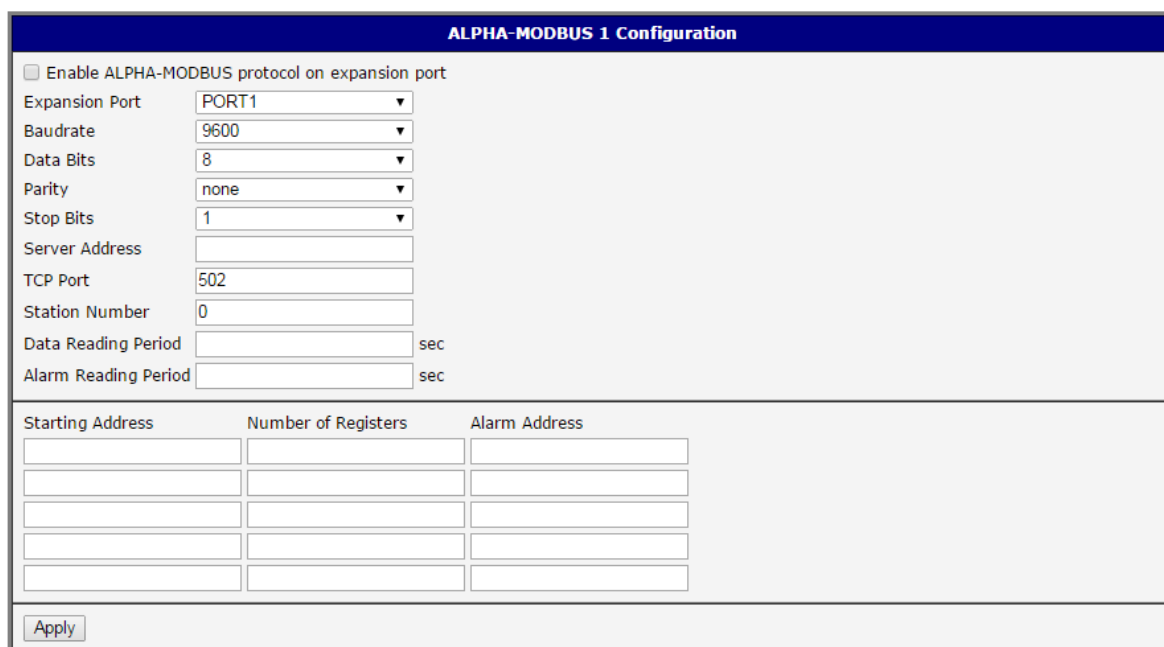 ALPHA-MODBUS 1 Configuration
Enable ALPHA-MODBUS protocol on expansion port
Expansion Port PORT1
Baudrate 9600
Data Bits 8
Parity none
Stop Bits 1
Server Address
TCP Port 502
Station Number 0
Data Reading Period sec
Alarm Reading Period sec
Starting Address Number of Registers Alarm Address
Apply